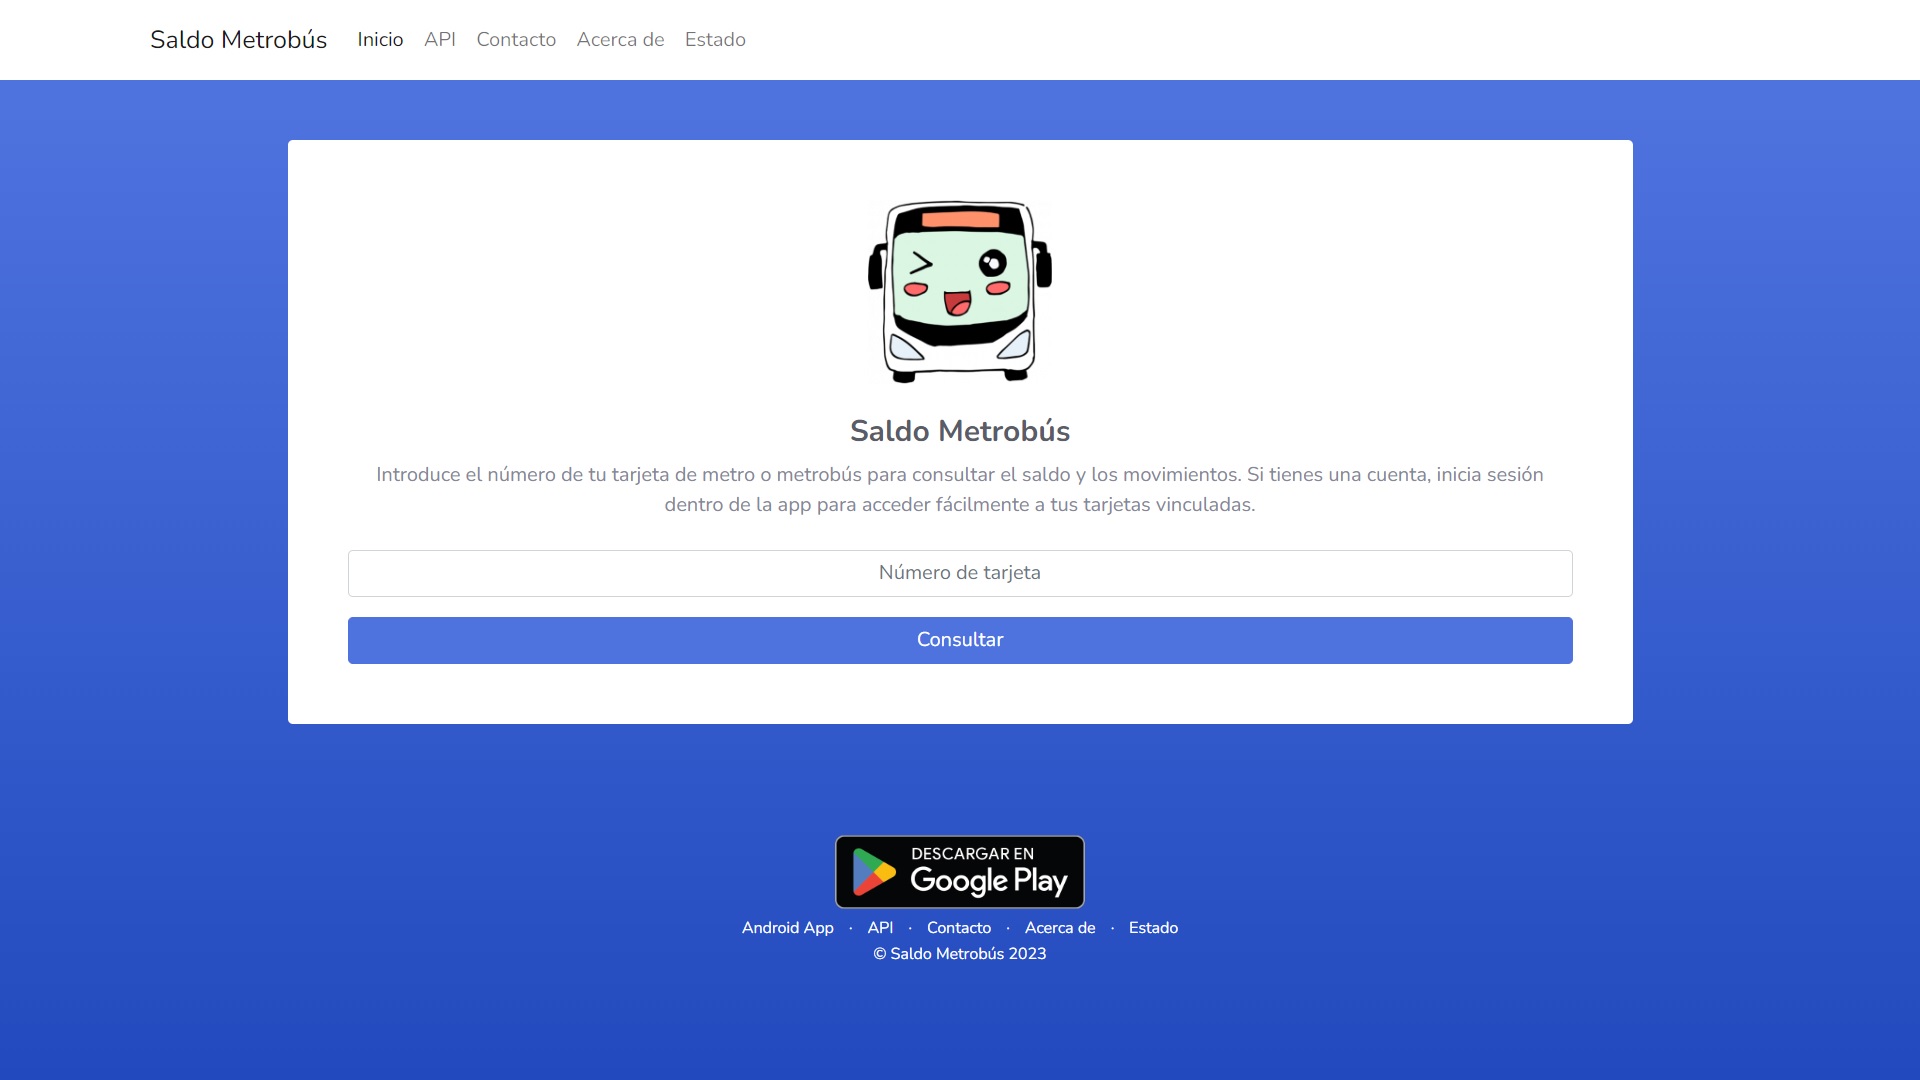 Saldo Metrobús Inicio API Contacto Acerca de Estado
Saldo Metrobús
Introduce el número de tu tarjeta de metro o metrobús para consultar el saldo y los movimientos. Si tienes una cuenta, inicia sesión
dentro de la app para acceder fácilmente a tus tarjetas vinculadas.
Número de tarjeta
Consultar
DESCARGAR EN
Google Play
Android App · API · Contacto · Acerca de · Estado
© Saldo Metrobús 2023